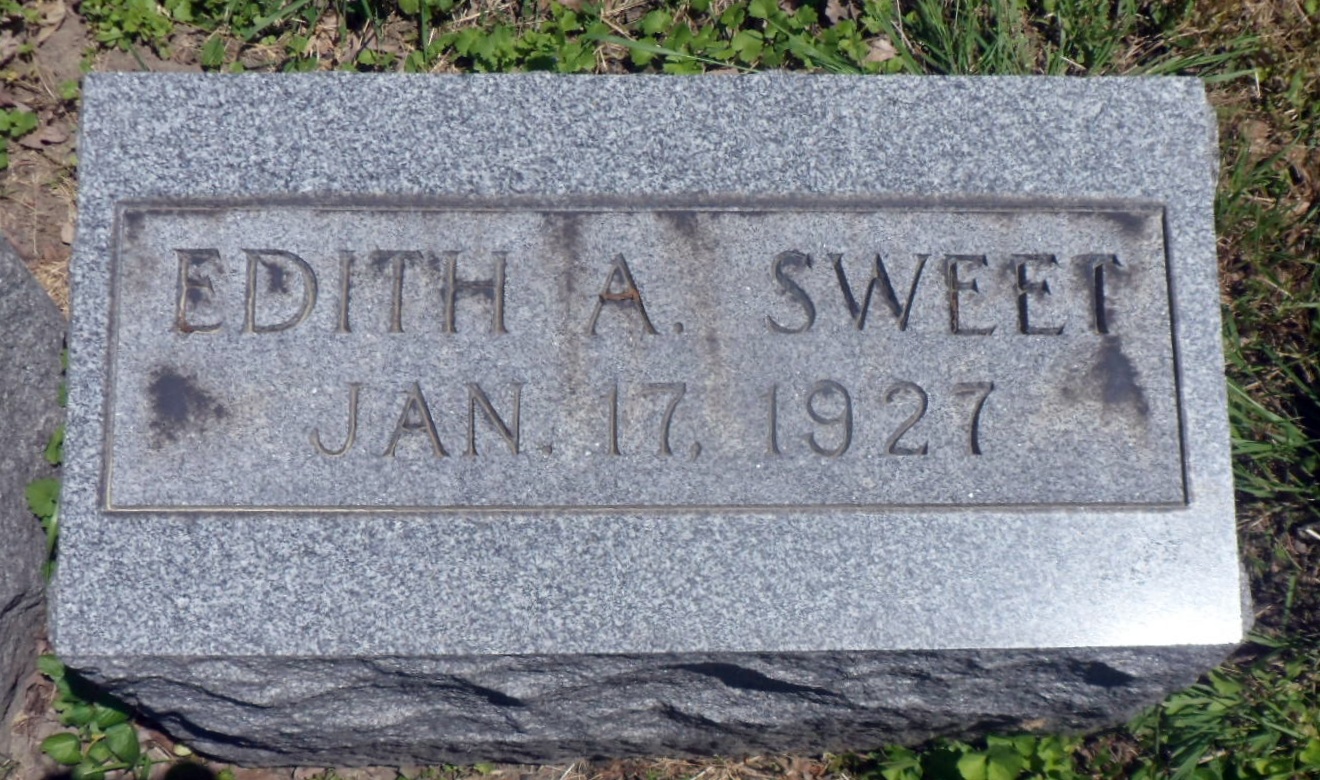 EDITH A. SWEET
JAN. 17, 1927